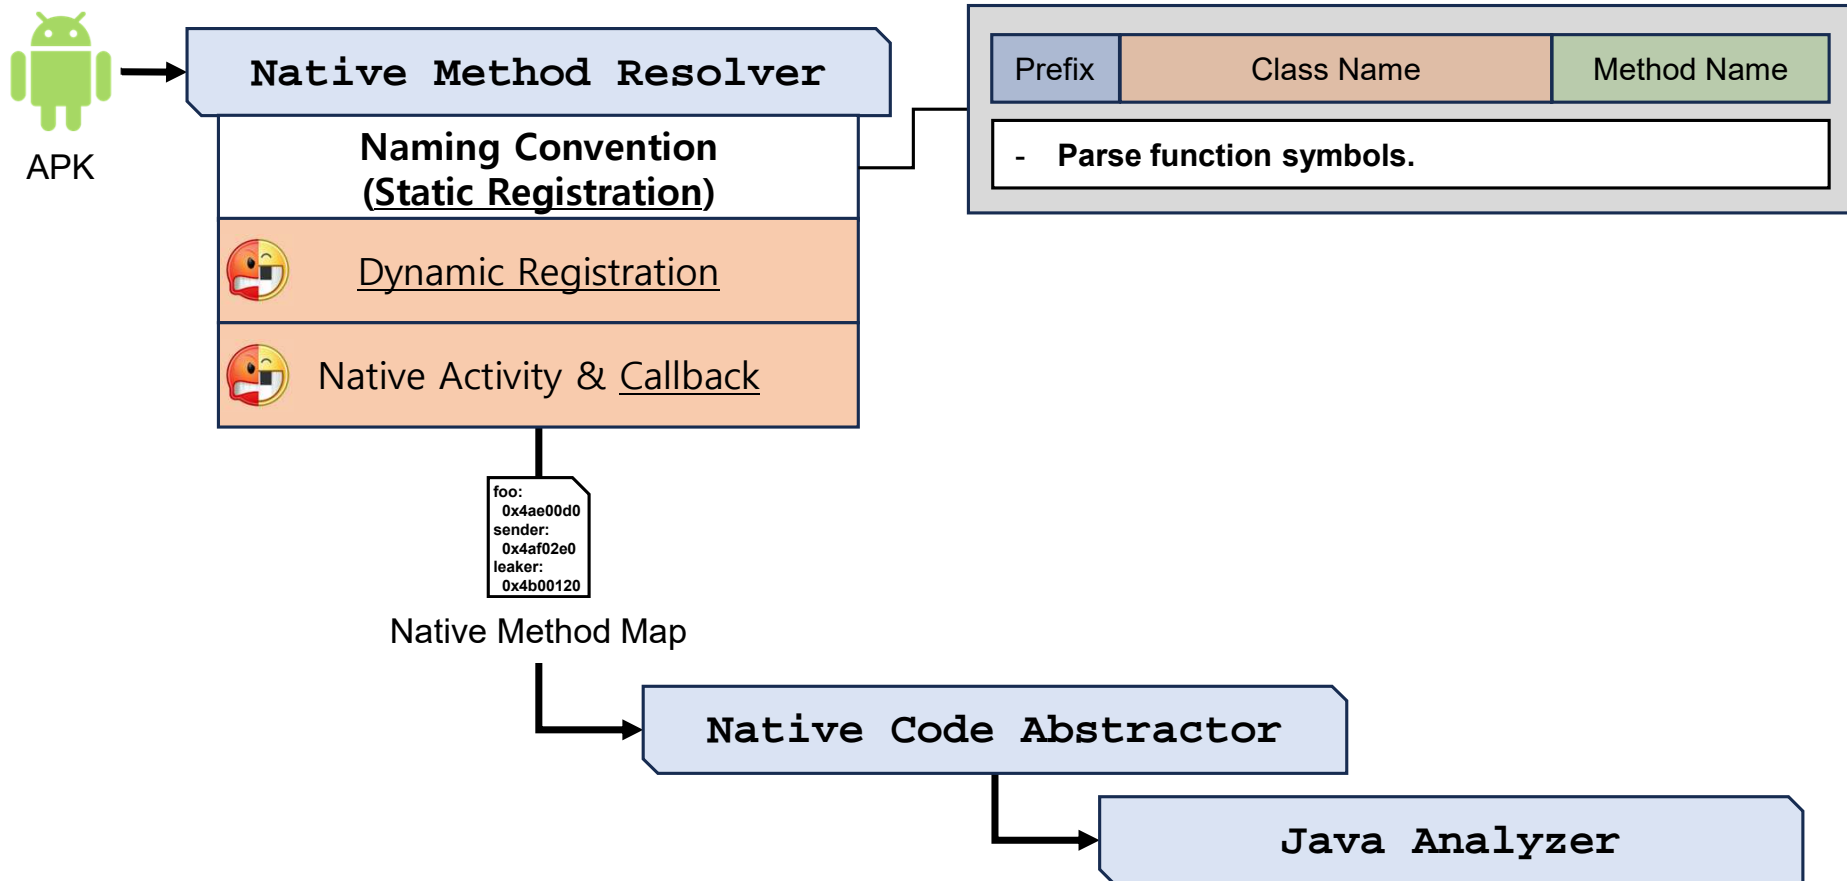 Native Method Resolver
APK
Naming Convention
(Static Registration)
Dynamic Registration
Native Activity & Callback
Prefix
Class Name
Method Name
- Parse function symbols.
foo:
0x4ae00d0
sender:
0x4af02e0
leaker:
0x4b00120
Native Method Map
Native Code Abstractor
Java Analyzer